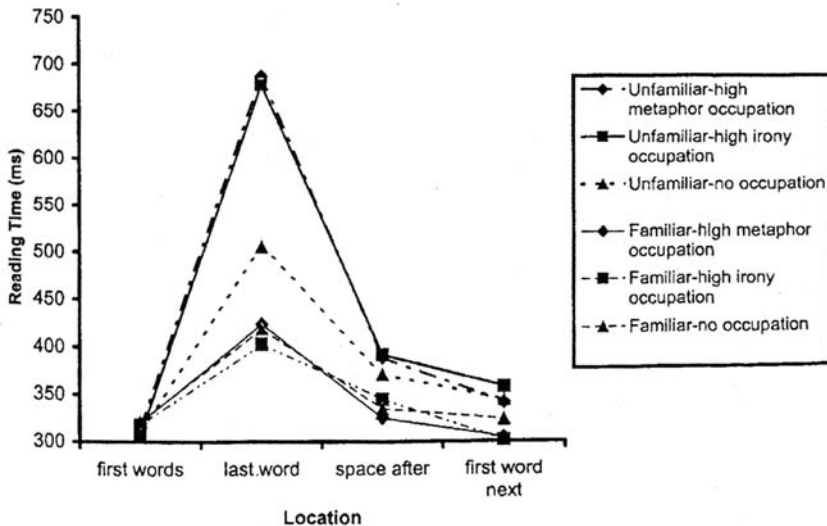 750
700
650
600
550
500
450
400
350
300
Reading Time (ms)
first words
last.word
space after
first word
next
Location
Unfamiliar-high
metaphor occupation
Unfamiliar-high irony
occupation
Unfamiliar-no occupation
Familiar-high metaphor
occupation
Familiar-high irony
occupation
Familiar-no occupation